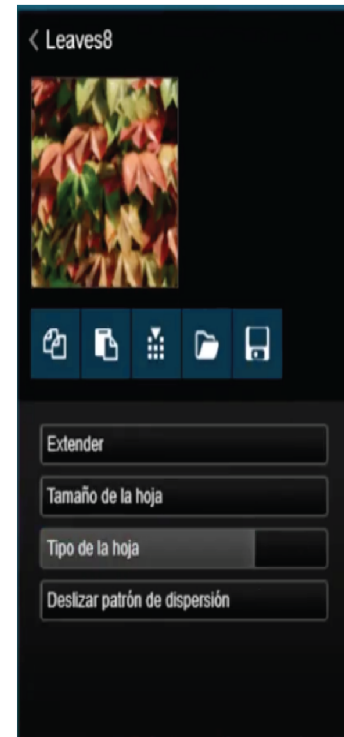 Leaves8
Extender
Tamaño de la hoja
Tipo de la hoja
Deslizar patrón de dispersión